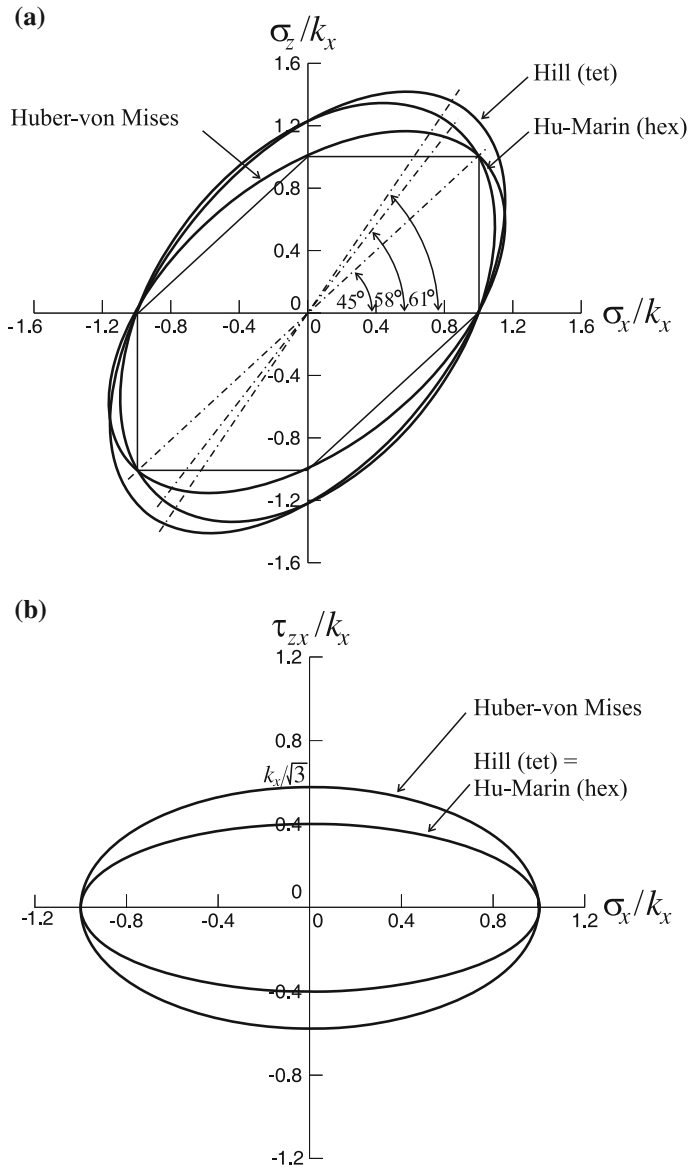 (a)
σz/kx
1.6
Hill (tet)
Huber-von Mises
1.2
Hu-Marin (hex)
0.8
0.4
45° 58° 61°
0
-1.6 -1.2 -0.8 -0.4 0 0.4 0.8 1.2 1.6
σx/kx
-0.4
-0.8
-1.2
-1.6
(b)
τzx/kx
1.2
0.8
Huber-von Mises
kx/√3
Hill (tet) =
Hu-Marin (hex)
0.4
0
-1.2 -0.8 -0.4 0 0.4 0.8 1.2
σx/kx
-0.4
-0.8
-1.2